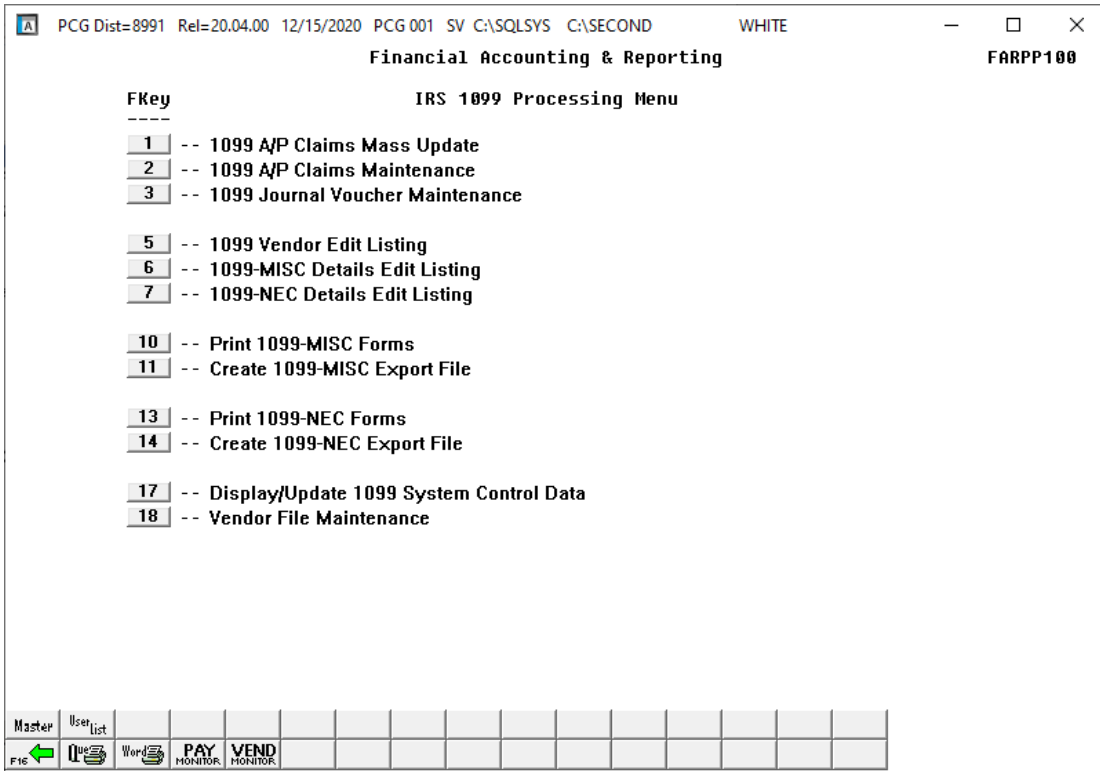 A PCG Dist=8991 Rel=20.04.00 12/15/2020 PCG 001 SV C:\SQLSYS C:\SECOND WHITE
Financial Accounting & Reporting FARPP100
FKey IRS 1099 Processing Menu
----
1 -- 1099 A/P Claims Mass Update
2 -- 1099 A/P Claims Maintenance
3 -- 1099 Journal Voucher Maintenance
5 -- 1099 Vendor Edit Listing
6 -- 1099-MISC Details Edit Listing
7 -- 1099-NEC Details Edit Listing
10 -- Print 1099-MISC Forms
11 -- Create 1099-MISC Export File
13 -- Print 1099-NEC Forms
14 -- Create 1099-NEC Export File
17 -- Display/Update 1099 System Control Data
18 -- Vendor File Maintenance
Master User List
F16 Que Word PAY MONITOR VEND MONITOR